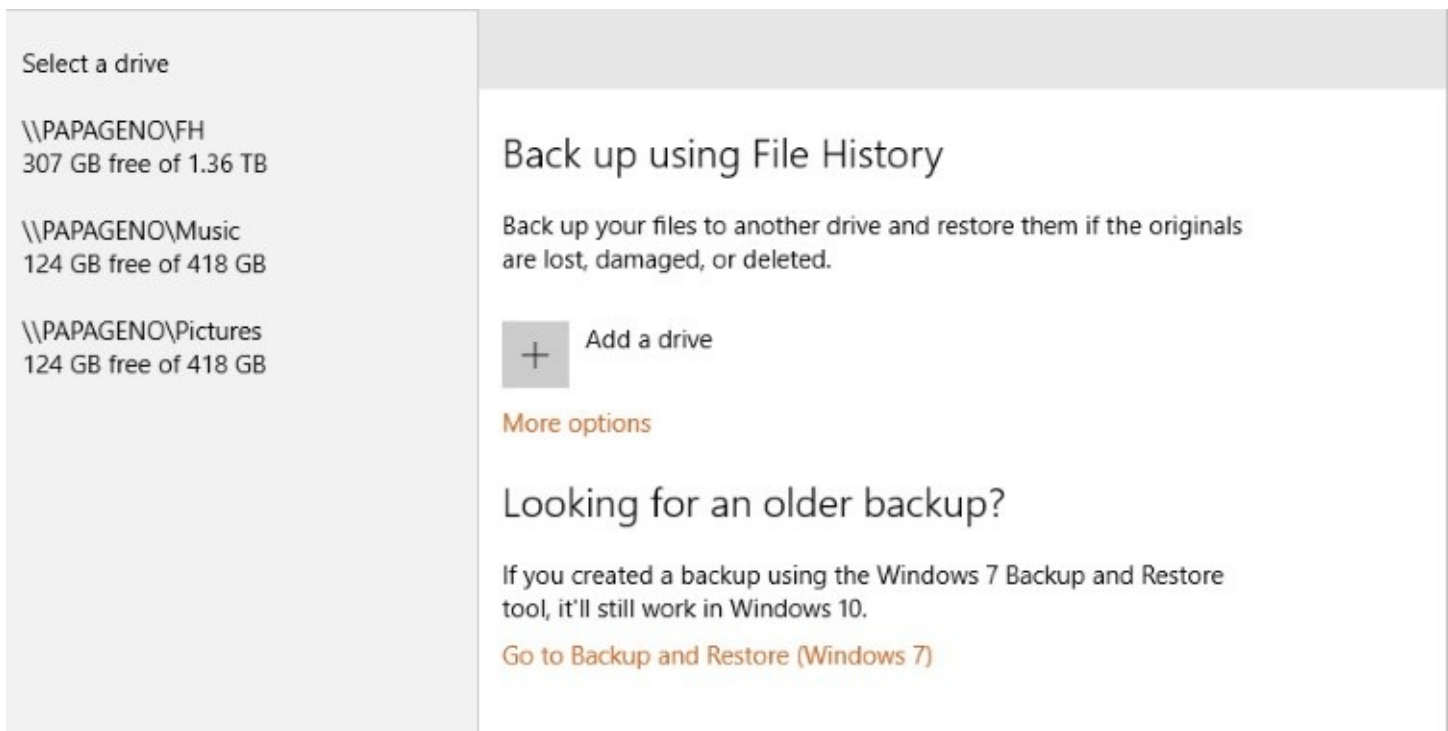 Select a drive
\\PAPAGENO\FH
307 GB free of 1.36 TB
\\PAPAGENO\Music
124 GB free of 418 GB
\\PAPAGENO\Pictures
124 GB free of 418 GB
Back up using File History
Back up your files to another drive and restore them if the originals
are lost, damaged, or deleted.
+
Add a drive
More options
Looking for an older backup?
If you created a backup using the Windows 7 Backup and Restore
tool, it'll still work in Windows 10.
Go to Backup and Restore (Windows 7)